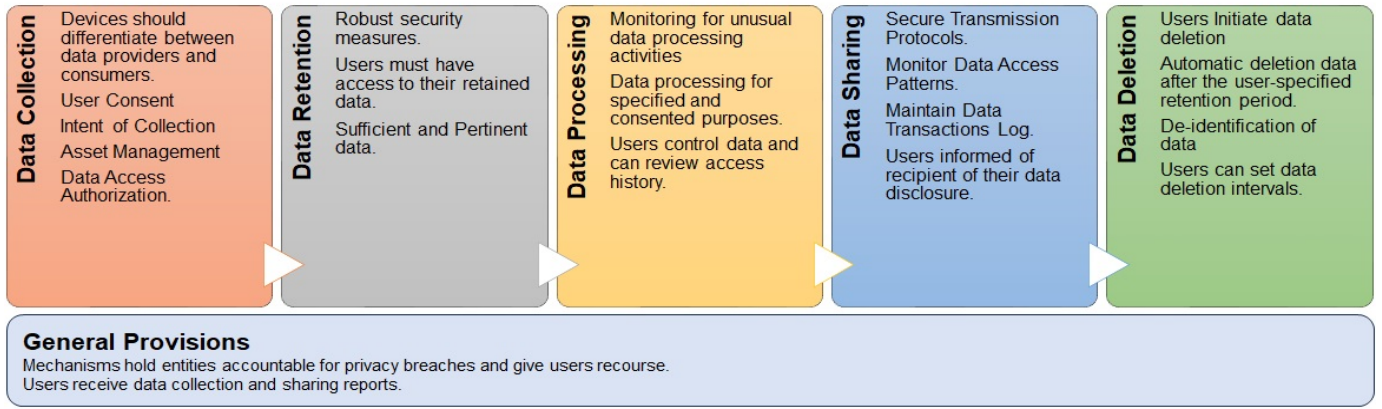 Data Collection
Devices should
differentiate between
data providers and
consumers.
User Consent
Intent of Collection
Asset Management
Data Access
Authorization.
Data Retention
Robust security
measures.
Users must have
access to their retained
data.
Sufficient and Pertinent
data.
Data Processing
Monitoring for unusual
data processing
activities
Data processing for
specified and
consented purposes.
Users control data and
can review access
history.
Data Sharing
Secure Transmission
Protocols.
Monitor Data Access
Patterns.
Maintain Data
Transactions Log.
Users informed of
recipient of their data
disclosure.
Data Deletion
Users Initiate data
deletion
Automatic deletion data
after the user-specified
retention period.
De-identification of
data
Users can set data
deletion intervals.
General Provisions
Mechanisms hold entities accountable for privacy breaches and give users recourse.
Users receive data collection and sharing reports.